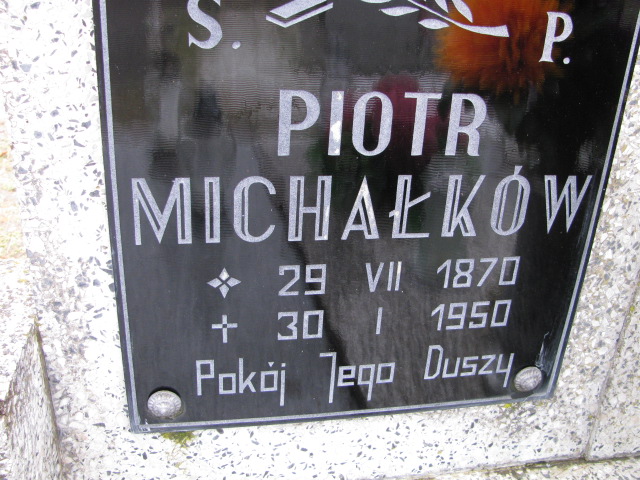 S. P.
PIOTR
MICHAŁKÓW
29 VII 1870
✝ 30 I 1950
Pokój Jego Duszy